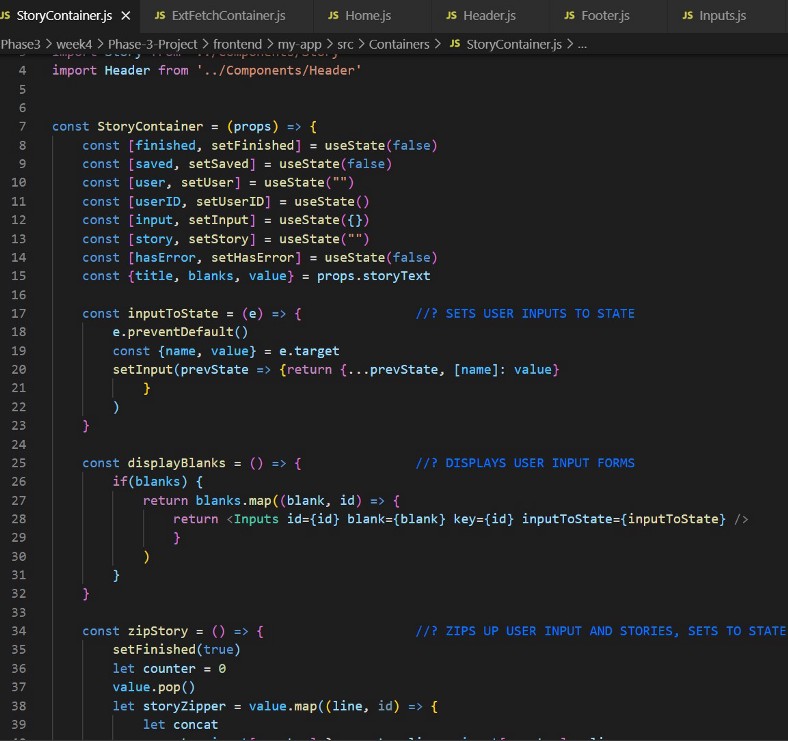 JS StoryContainer.js × JS ExtFetchContainer.js JS Home.js JS Header.js JS Footer.js JS Inputs.js
Phase3 > week4 > Phase-3-Project > frontend > my-app > src > Containers > JS StoryContainer.js > ...
4 import Header from '../Components/Header'
5
6
7 const StoryContainer = (props) => {
8 const [finished, setFinished] = useState(false)
9 const [saved, setSaved] = useState(false)
10 const [user, setUser] = useState("")
11 const [userID, setUserID] = useState()
12 const [input, setInput] = useState({})
13 const [story, setStory] = useState("")
14 const [hasError, setHasError] = useState(false)
15 const {title, blanks, value} = props.storyText
16
17 const inputToState = (e) => { //? SETS USER INPUTS TO STATE
18 e.preventDefault()
19 const {name, value} = e.target
20 setInput(prevState => {return {...prevState, [name]: value}
21 }
22 )
23 }
24
25 const displayBlanks = () => { //? DISPLAYS USER INPUT FORMS
26 if(blanks) {
27 return blanks.map((blank, id) => {
28 return <Inputs id={id} blank={blank} key={id} inputToState={inputToState} />
29 }
30 )
31 }
32 }
33
34 const zipStory = () => { //? ZIPS UP USER INPUT AND STORIES, SETS TO STATE
35 setFinished(true)
36 let counter = 0
37 value.pop()
38 let storyZipper = value.map((line, id) => {
39 let concat